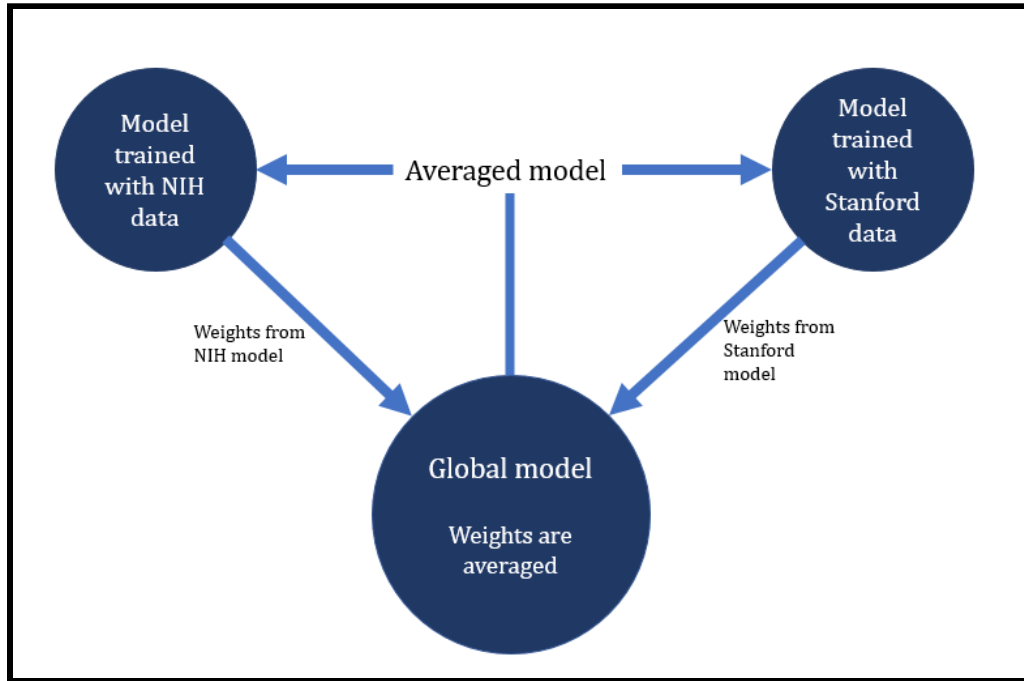 Model
trained
with NIH
data
Averaged model
Model
trained
with
Stanford
data
Weights from
NIH model
Weights from
Stanford
model
Global model
Weights are
averaged